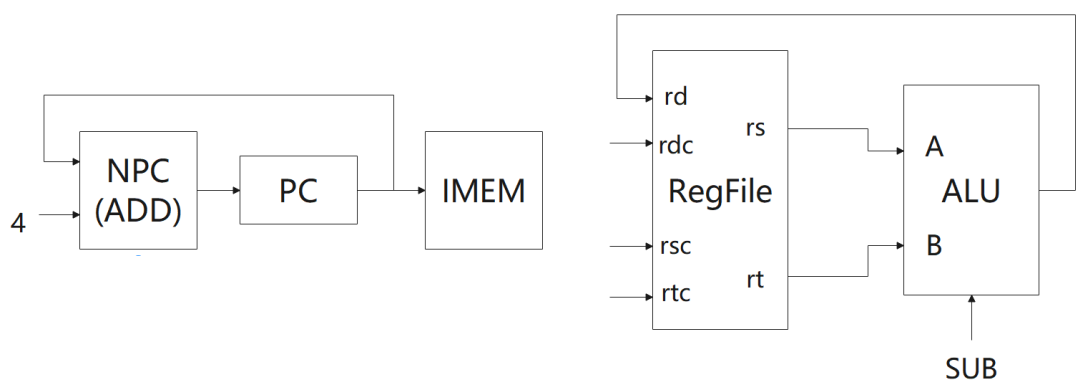 NPC
(ADD)
4
PC
IMEM
rd
rdc
rs
RegFile
rsc
rt
rtc
A
ALU
B
SUB